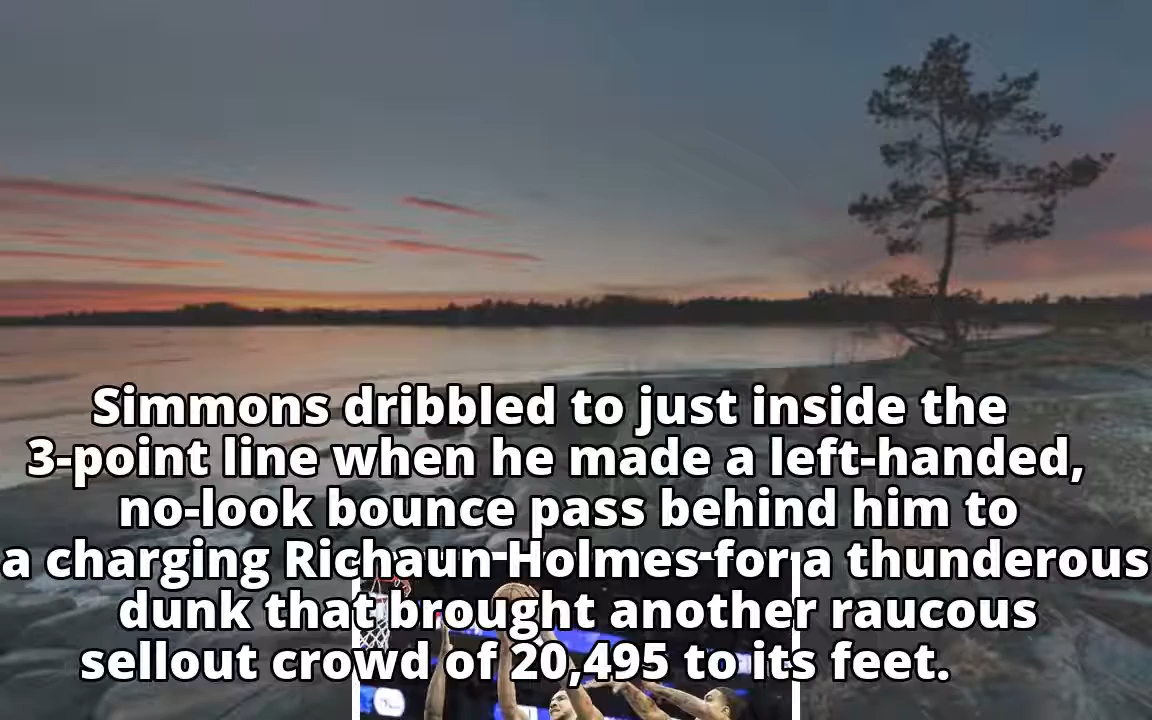 Simmons dribbled to just inside the
3-point line when he made a left-handed,
no-look bounce pass behind him to
a charging Richaun Holmes for a thunderous
dunk that brought another raucous
sellout crowd of 20,495 to its feet.